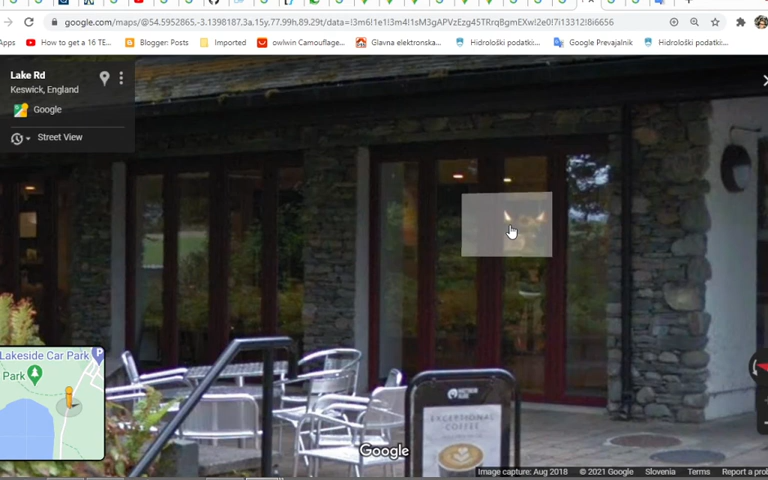 google.com/maps/@54.5952865,-3.1398187,3a,15y,77.99h,89.29t/data=!3m6!1e1!3m4!1sM3gAPVzEzg45TRrqBgmEXw!2e0!7i13312!8i6656
Apps
How to get a 16 TE...
Blogger: Posts
Imported
owlwin Camouflage...
Glavna elektronska...
Hidrološki podatki:...
Google Prevajalnik
Hidrološki podatki:...
Lake Rd
Keswick, England
Google
Street View
Lakeside Car Park
Park
EXCEPTIONAL
COFFEE
Google
Image capture: Aug 2018
© 2021 Google
Slovenia
Terms
Report a prob